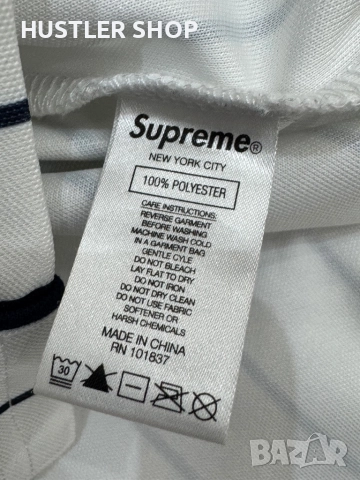 HUSTLER SHOP
Supreme®
NEW YORK CITY
100% POLYESTER
CARE INSTRUCTIONS:
REVERSE GARMENT
BEFORE WASHING
MACHINE WASH COLD
IN A GARMENT BAG
GENTLE CYLE
DO NOT BLEACH
LAY FLAT TO DRY
DO NOT IRON
DO NOT DRY CLEAN
DO NOT USE FABRIC
SOFTENER OR
HARSH CHEMICALS
MADE IN CHINA
RN 101837
30
BAZAR